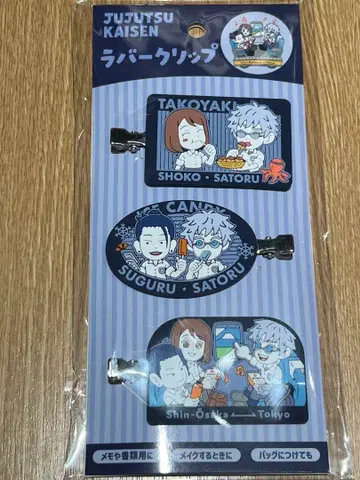 JUJUTSU
KAISEN
ラバークリップ
TAKOYAKI
SHOKO・SATORU
ICE CANDY
SUGURU・SATORU
Shin-Ōsaka Tokyo
メモや書類用に
メイクするときに
バッグにつけても